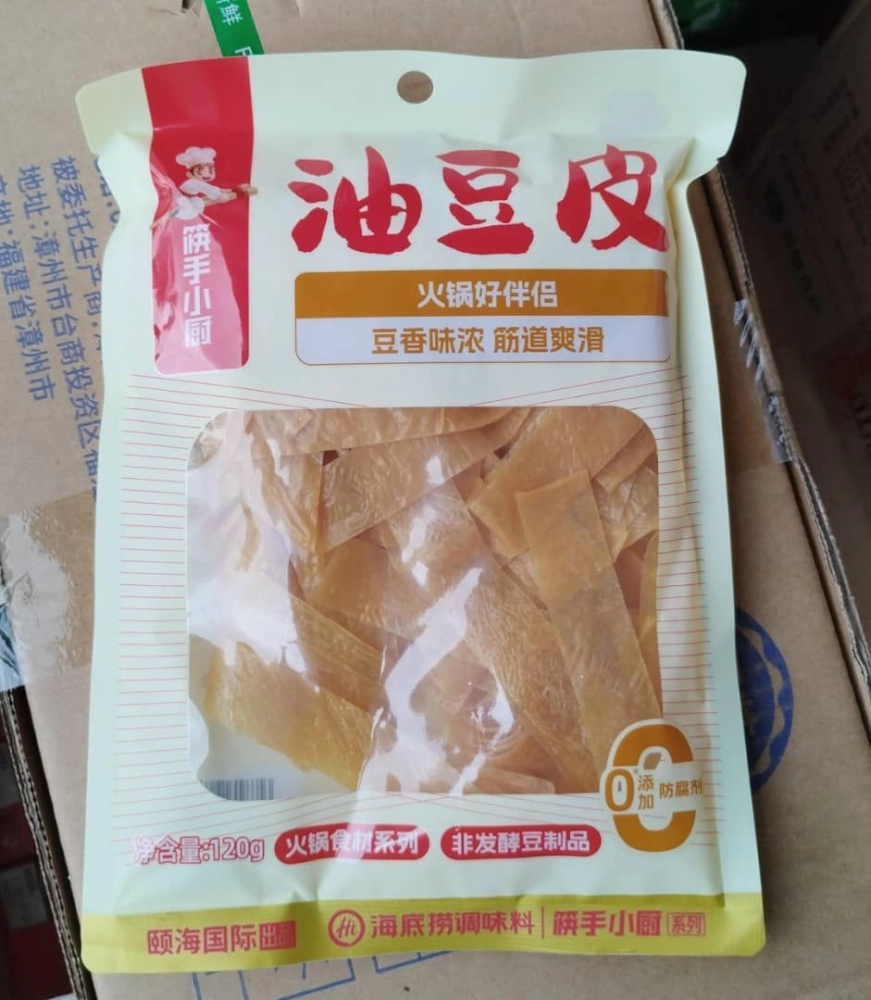 筷手小厨
油豆皮
火锅好伴侣
豆香味浓 筋道爽滑
0添加防腐剂
净含量:120g
火锅食材系列
非发酵豆制品
颐海国际出品
Hi 海底捞调味料 筷手小厨 系列
被委托生产商:
地址:漳州市台商投资区
福建省漳州市